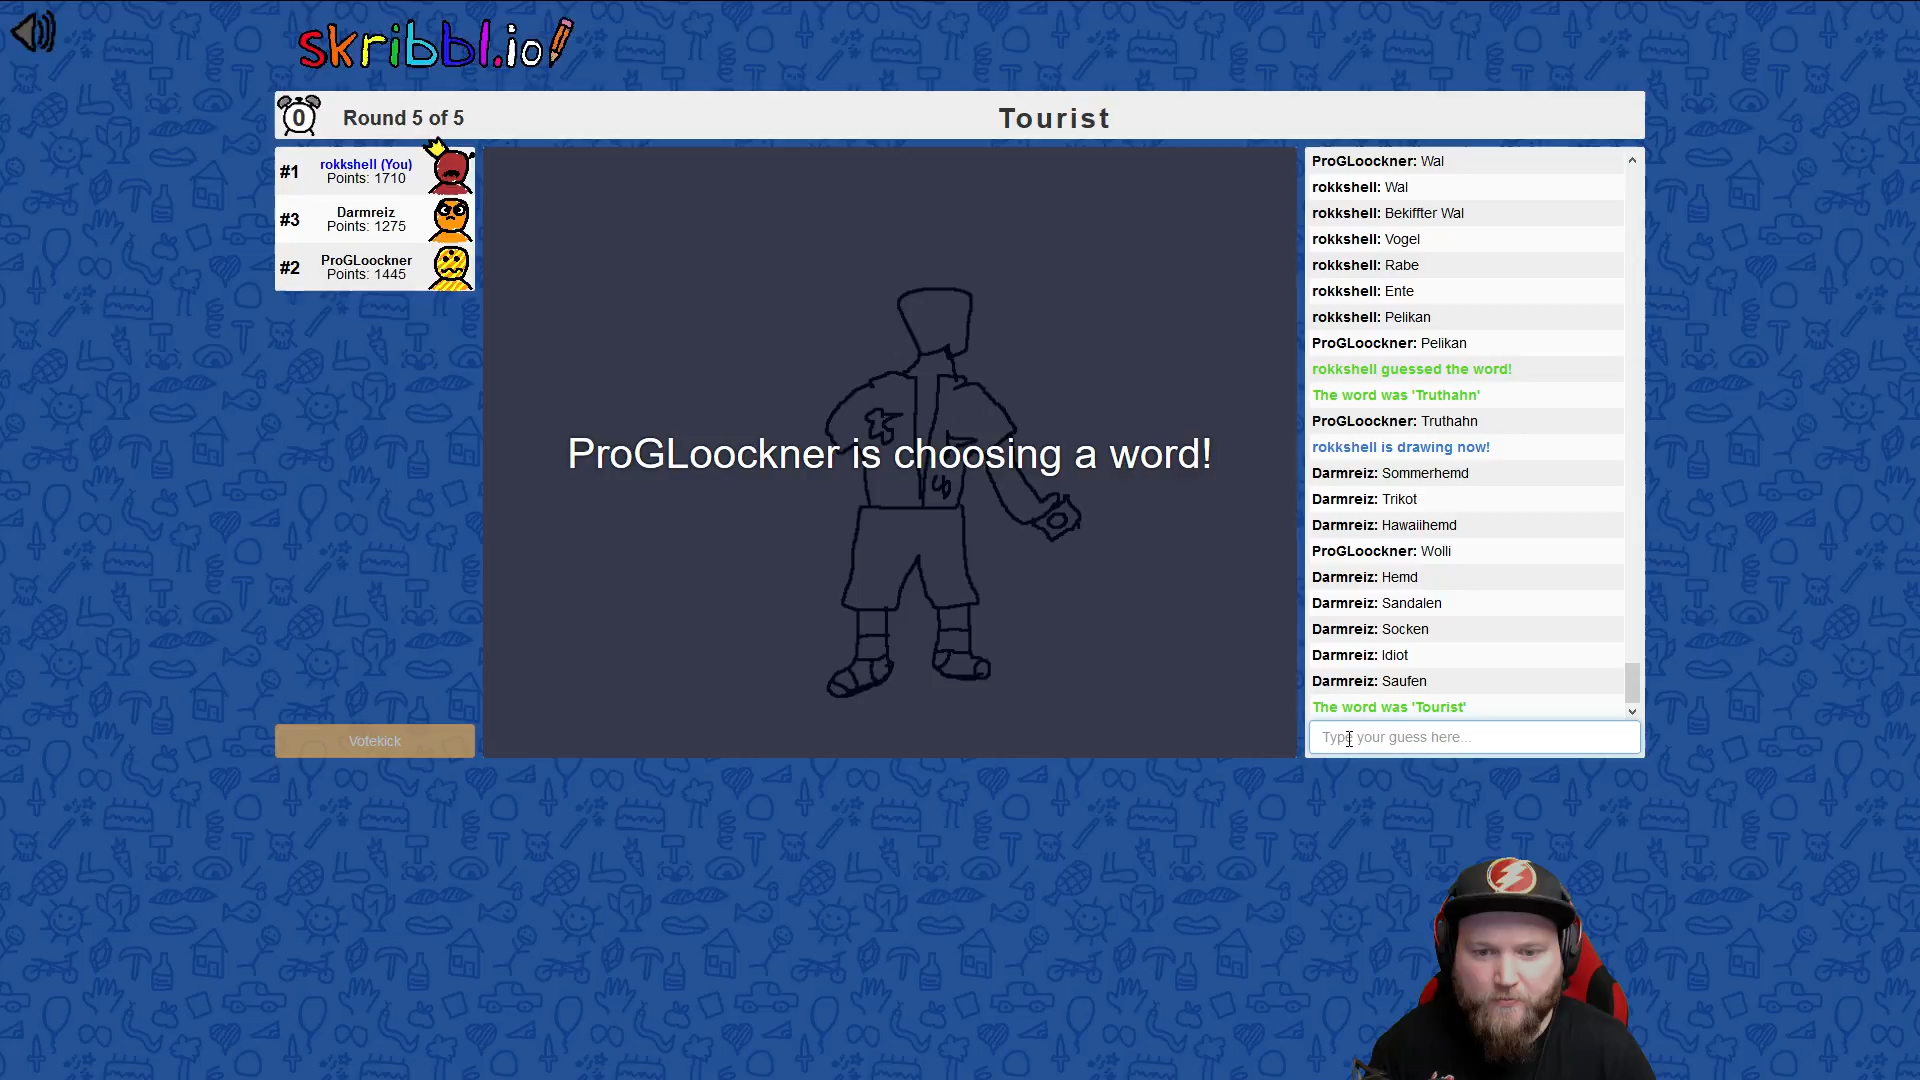 skribbl.io
0
Round 5 of 5
Tourist
#1
rokkshell (You)
Points: 1710
#3
Darmreiz
Points: 1275
#2
ProGLoockner
Points: 1445
Votekick
ProGLoockner is choosing a word!
ProGLoockner: Wal
rokkshell: Wal
rokkshell: Bekiffter Wal
rokkshell: Vogel
rokkshell: Rabe
rokkshell: Ente
rokkshell: Pelikan
ProGLoockner: Pelikan
rokkshell guessed the word!
The word was 'Truthahn'
ProGLoockner: Truthahn
rokkshell is drawing now!
Darmreiz: Sommerhemd
Darmreiz: Trikot
Darmreiz: Hawaiihemd
ProGLoockner: Wolli
Darmreiz: Hemd
Darmreiz: Sandalen
Darmreiz: Socken
Darmreiz: Idiot
Darmreiz: Saufen
The word was 'Tourist'
Type your guess here...